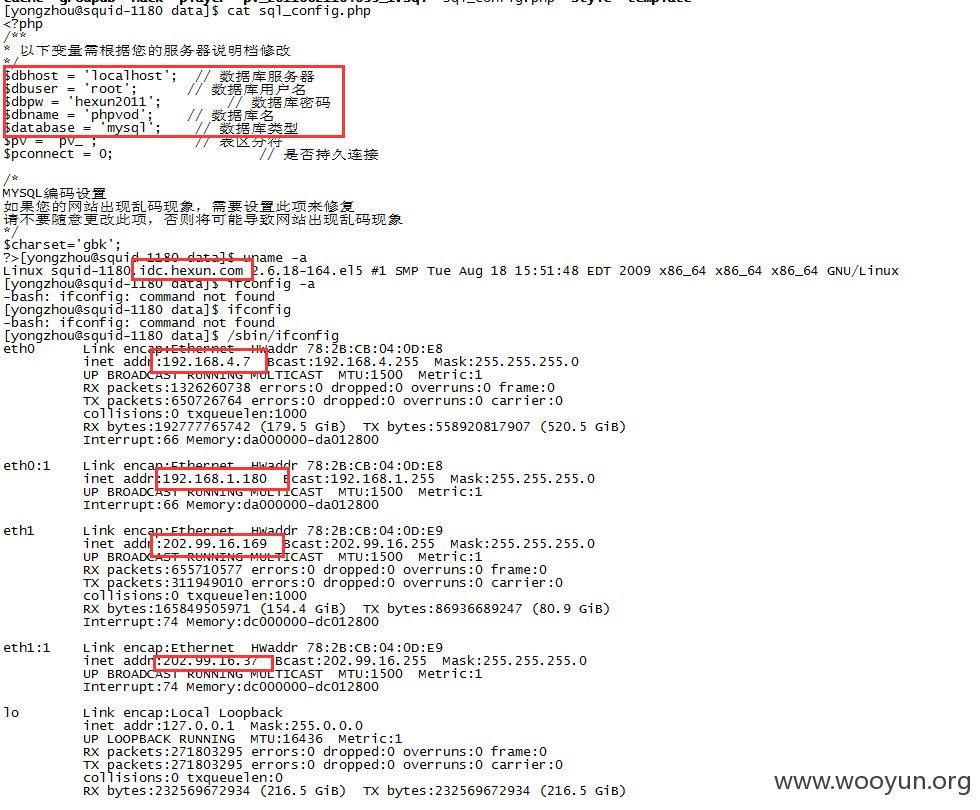 [yongzhou@squid-1180 data]$ cat sql_config.php
<?php
/**
* 以下变量需根据您的服务器说明档修改
*/
$dbhost = 'localhost';  // 数据库服务器
$dbuser = 'root';  // 数据库用户名
$dbpw = 'hexun2011';  // 数据库密码
$dbname = 'phpvod';  // 数据库名
$database = 'mysql';  // 数据库类型
$pv = 'pv_';  // 表区分符
$pconnect = 0;  // 是否持久连接
/*
MYSQL编码设置
如果您的网站出现乱码现象，需要设置此项来修复
请不要随意更改此项，否则将可能导致网站出现乱码现象
*/
$charset='gbk';
?>[yongzhou@squid-1180 data]$ uname -a
Linux squid-1180.idc.hexun.com 2.6.18-164.el5 #1 SMP Tue Aug 18 15:51:48 EDT 2009 x86_64 x86_64 x86_64 GNU/Linux
[yongzhou@squid-1180 data]$ ifconfig -a
-bash: ifconfig: command not found
[yongzhou@squid-1180 data]$ ifconfig
-bash: ifconfig: command not found
[yongzhou@squid-1180 data]$ /sbin/ifconfig
eth0 Link encap:Ethernet HWaddr 78:2B:CB:04:0D:E8
inet addr:192.168.4.7 Bcast:192.168.4.255 Mask:255.255.255.0
UP BROADCAST RUNNING MULTICAST MTU:1500 Metric:1
RX packets:1326260738 errors:0 dropped:0 overruns:0 frame:0
TX packets:650726764 errors:0 dropped:0 overruns:0 carrier:0
collisions:0 txqueuelen:1000
RX bytes:192777765742 (179.5 GiB) TX bytes:558920817907 (520.5 GiB)
Interrupt:66 Memory:da000000-da012800
eth0:1 Link encap:Ethernet HWaddr 78:2B:CB:04:0D:E8
inet addr:192.168.1.180 Bcast:192.168.1.255 Mask:255.255.255.0
UP BROADCAST RUNNING MULTICAST MTU:1500 Metric:1
Interrupt:66 Memory:da000000-da012800
eth1 Link encap:Ethernet HWaddr 78:2B:CB:04:0D:E9
inet addr:202.99.16.169 Bcast:202.99.16.255 Mask:255.255.255.0
UP BROADCAST RUNNING MULTICAST MTU:1500 Metric:1
RX packets:655710577 errors:0 dropped:0 overruns:0 frame:0
TX packets:311949010 errors:0 dropped:0 overruns:0 carrier:0
collisions:0 txqueuelen:1000
RX bytes:165849505971 (154.4 GiB) TX bytes:86936689247 (80.9 GiB)
Interrupt:74 Memory:dc000000-dc012800
eth1:1 Link encap:Ethernet HWaddr 78:2B:CB:04:0D:E9
inet addr:202.99.16.37 Bcast:202.99.16.255 Mask:255.255.255.0
UP BROADCAST RUNNING MULTICAST MTU:1500 Metric:1
Interrupt:74 Memory:dc000000-dc012800
lo Link encap:Local Loopback
inet addr:127.0.0.1 Mask:255.0.0.0
UP LOOPBACK RUNNING MTU:16436 Metric:1
RX packets:271803295 errors:0 dropped:0 overruns:0 frame:0
TX packets:271803295 errors:0 dropped:0 overruns:0 carrier:0
collisions:0 txqueuelen:0
RX bytes:232569672934 (216.5 GiB) TX bytes:232569672934 (216.5 GiB)
www.wooyun.org